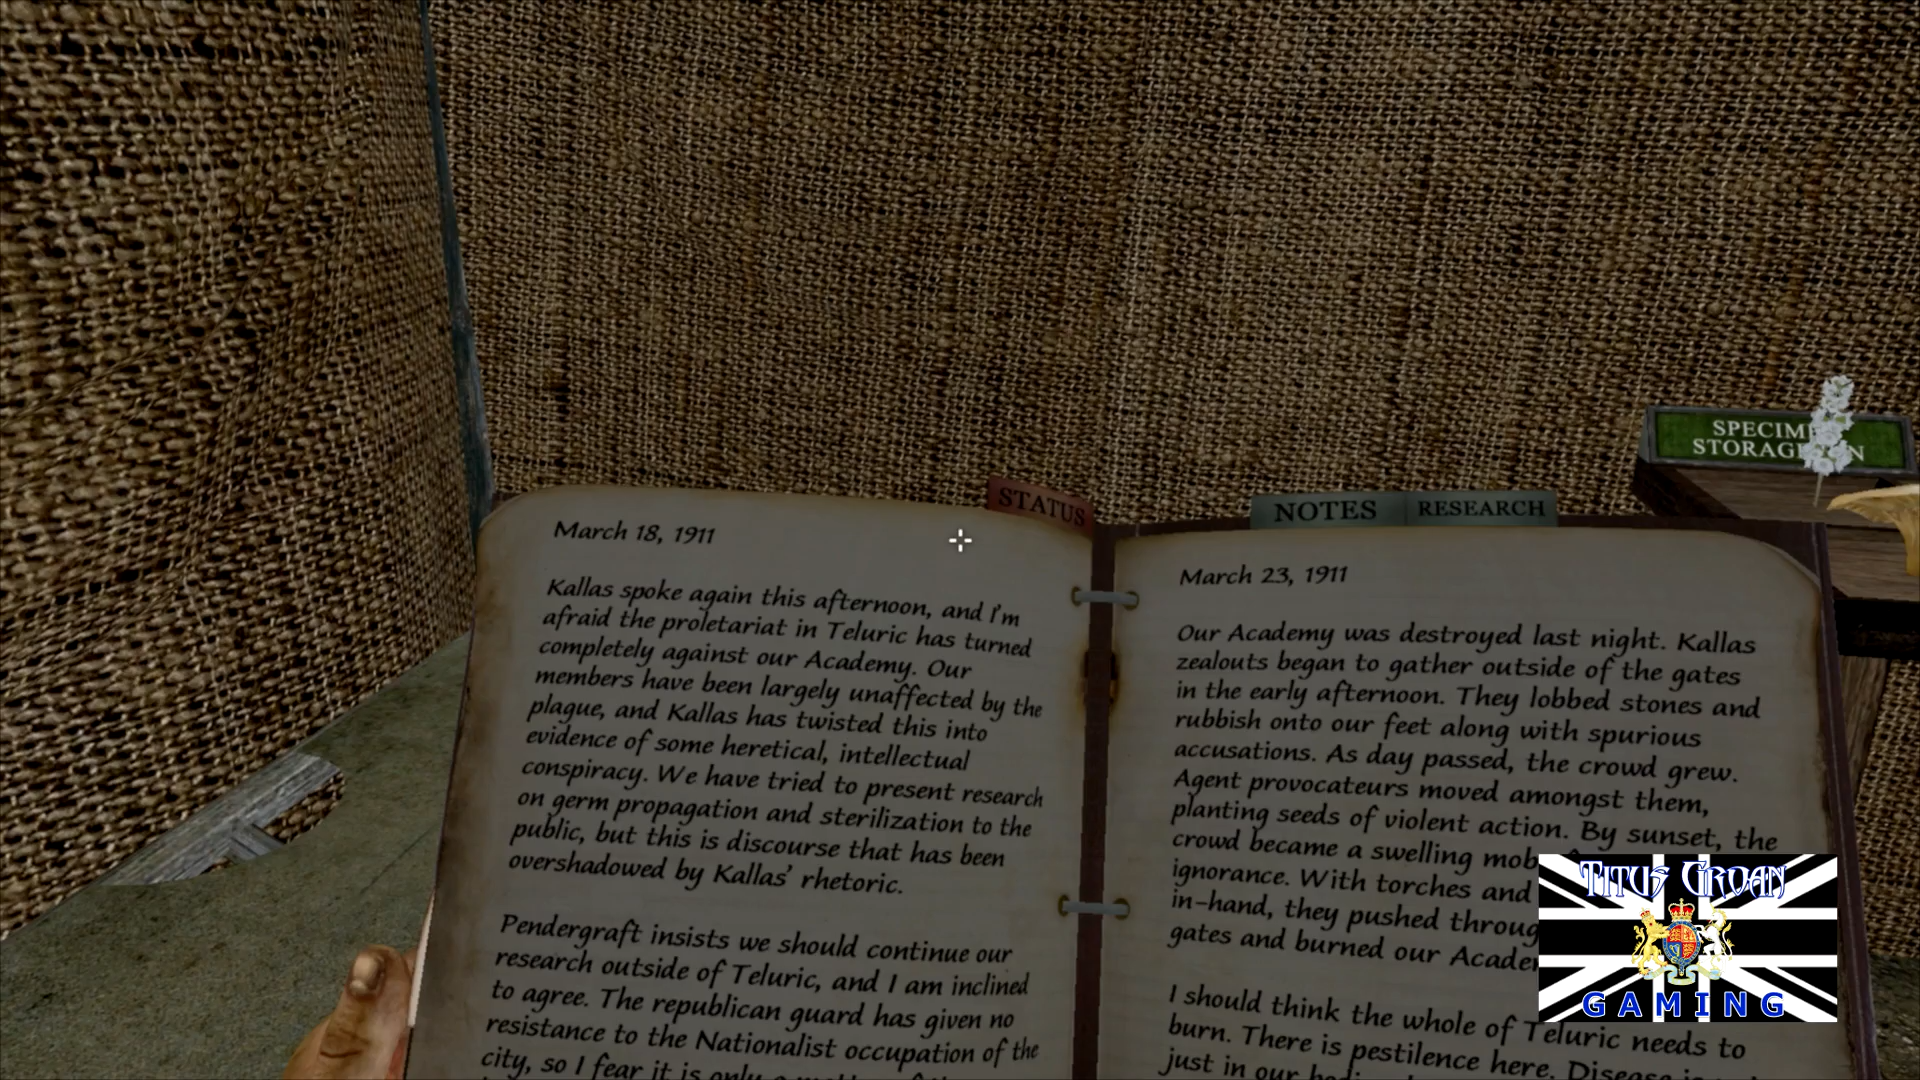 STATUS
NOTES
RESEARCH
March 18, 1911
Kallas spoke again this afternoon, and I'm
afraid the proletariat in Teluric has turned
completely against our Academy. Our
members have been largely unaffected by the
plague, and Kallas has twisted this into
evidence of some heretical, intellectual
conspiracy. We have tried to present research
on germ propagation and sterilization to the
public, but this is discourse that has been
overshadowed by Kallas' rhetoric.
Pendergraft insists we should continue our
research outside of Teluric, and I am inclined
to agree. The republican guard has given no
resistance to the Nationalist occupation of the
city, so I fear it is only a
March 23, 1911
Our Academy was destroyed last night. Kallas
zealouts began to gather outside of the gates
in the early afternoon. They lobbed stones and
rubbish onto our feet along with spurious
accusations. As day passed, the crowd grew.
Agent provocateurs moved amongst them,
planting seeds of violent action. By sunset, the
crowd became a swelling mob
ignorance. With torches and
in-hand, they pushed
gates and burned our
I should think the whole of Teluric needs to
burn. There is pestilence here. Disease
just in our
STORAGE
TITUS GROAN
GAMING